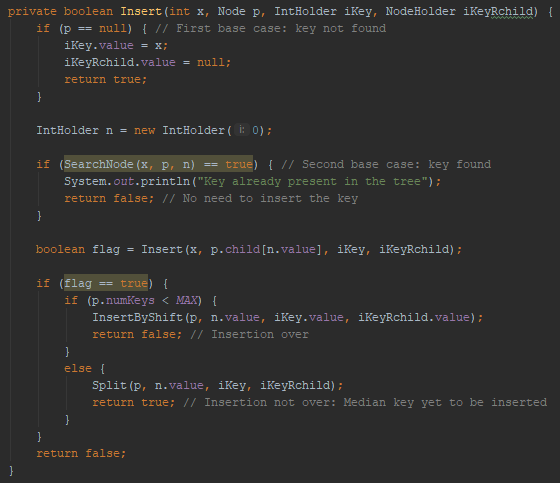 private boolean Insert(int x, Node p, IntHolder iKey, NodeHolder iKeyRchild) {
    if (p == null) { // First base case: key not found
        iKey.value = x;
        iKeyRchild.value = null;
        return true;
    }
    IntHolder n = new IntHolder( i: 0);
    if (SearchNode(x, p, n) == true) { // Second base case: key found
        System.out.println("Key already present in the tree");
        return false; // No need to insert the key
    }
    boolean flag = Insert(x, p.child[n.value], iKey, iKeyRchild);
    if (flag == true) {
        if (p.numKeys < MAX) {
            InsertByShift(p, n.value, iKey.value, iKeyRchild.value);
            return false; // Insertion over
        }
        else {
            Split(p, n.value, iKey, iKeyRchild);
            return true; // Insertion not over: Median key yet to be inserted
        }
    }
    return false;
}